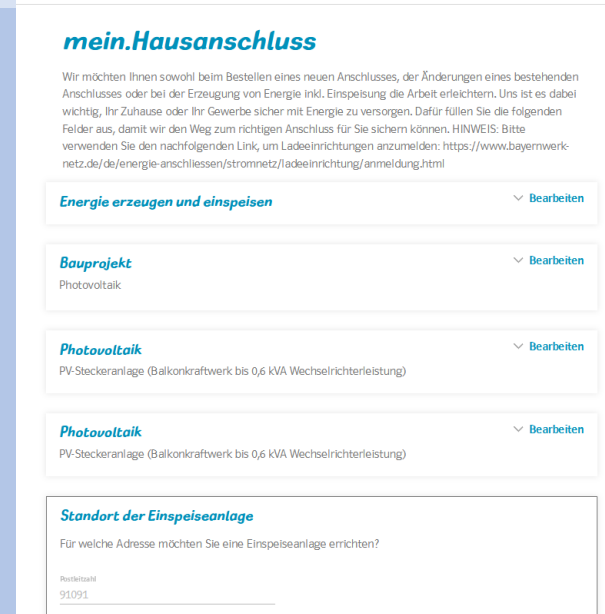 mein.Hausanschluss
Wir möchten Ihnen sowohl beim Bestellen eines neuen Anschlusses, der Änderungen eines bestehenden
Anschlusses oder bei der Erzeugung von Energie inkl. Einspeisung die Arbeit erleichtern. Uns ist es dabei
wichtig, Ihr Zuhause oder Ihr Gewerbe sicher mit Energie zu versorgen. Dafür füllen Sie die folgenden
Felder aus, damit wir den Weg zum richtigen Anschluss für Sie sichern können. HINWEIS: Bitte
verwenden Sie den nachfolgenden Link, um Ladeeinrichtungen anzumelden: https://www.bayernwerk-
netz.de/de/energie-anschliessen/stromnetz/ladeeinrichtung/anmeldung.html
Energie erzeugen und einspeisen
Bearbeiten
Bauprojekt
Bearbeiten
Photovoltaik
Photovoltaik
Bearbeiten
PV-Steckeranlage (Balkonkraftwerk bis 0,6 kVA Wechselrichterleistung)
Photovoltaik
Bearbeiten
PV-Steckeranlage (Balkonkraftwerk bis 0,6 kVA Wechselrichterleistung)
Standort der Einspeiseanlage
Für welche Adresse möchten Sie eine Einspeiseanlage errichten?
Postleitzahl
91091